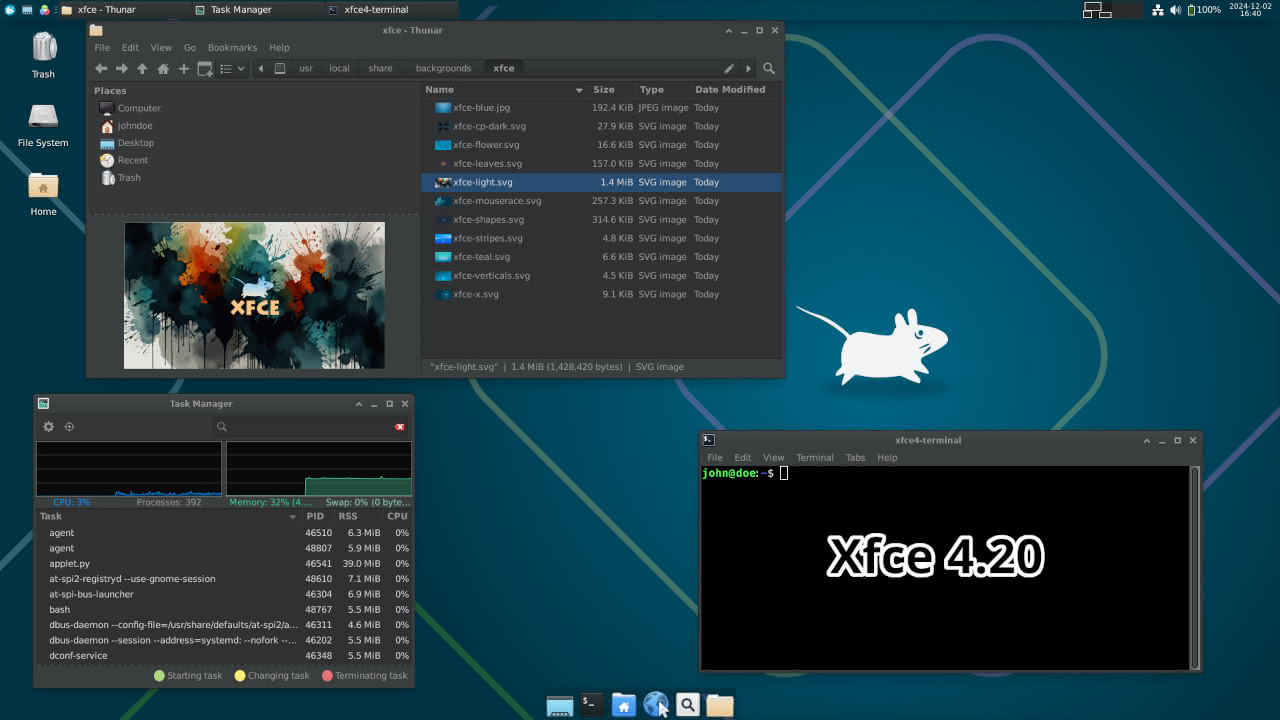 xfce - Thunar Task Manager xfce4-terminal 100% 2024-12-02
16:40
Trash
File System
Home
xfce - Thunar
File Edit View Go Bookmarks Help
usr local share backgrounds xfce
Places
Computer
johndoe
Desktop
Recent
Trash
XFCE
Name Size Type Date Modified
xfce-blue.jpg 192.4 KiB JPEG image Today
xfce-cp-dark.svg 27.9 KiB SVG image Today
xfce-flower.svg 16.6 KiB SVG image Today
xfce-leaves.svg 157.0 KiB SVG image Today
xfce-light.svg 1.4 MiB SVG image Today
xfce-mouserace.svg 257.3 KiB SVG image Today
xfce-shapes.svg 314.6 KiB SVG image Today
xfce-stripes.svg 4.8 KiB SVG image Today
xfce-teal.svg 6.6 KiB SVG image Today
xfce-verticals.svg 4.5 KiB SVG image Today
xfce-x.svg 9.1 KiB SVG image Today
"xfce-light.svg" | 1.4 MiB (1,428,420 bytes) | SVG image
Task Manager
CPU: 3% Processes: 392 Memory: 32% (4.... Swap: 0% (0 byte...
Task PID RSS CPU
agent 46510 6.3 MiB 0%
agent 48807 5.9 MiB 0%
applet.py 46541 39.0 MiB 0%
at-spi2-registryd --use-gnome-session 48610 7.1 MiB 0%
at-spi-bus-launcher 46304 6.9 MiB 0%
bash 48767 5.5 MiB 0%
dbus-daemon --config-file=/usr/share/defaults/at-spi2/a... 46311 4.6 MiB 0%
dbus-daemon --session --address=systemd: --nofork --... 46202 5.5 MiB 0%
dconf-service 46348 5.5 MiB 0%
Starting task Changing task Terminating task
xfce4-terminal
File Edit View Terminal Tabs Help
john@doe:~$
Xfce 4.20